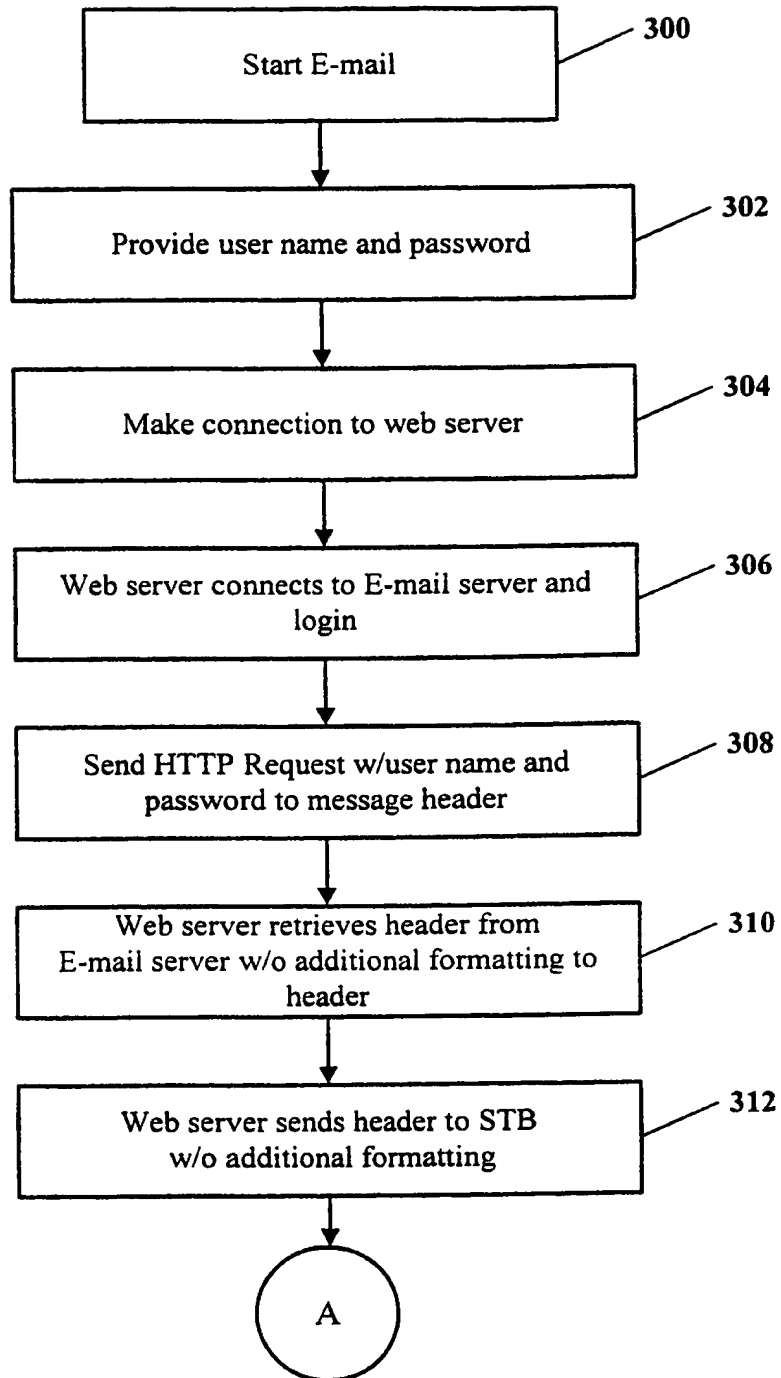 Start E-mail
300
Provide user name and password
302
Make connection to web server
304
Web server connects to E-mail server and
login
306
Send HTTP Request w/user name and
password to message header
308
Web server retrieves header from
E-mail server w/o additional formatting to
header
310
Web server sends header to STB
w/o additional formatting
312
A